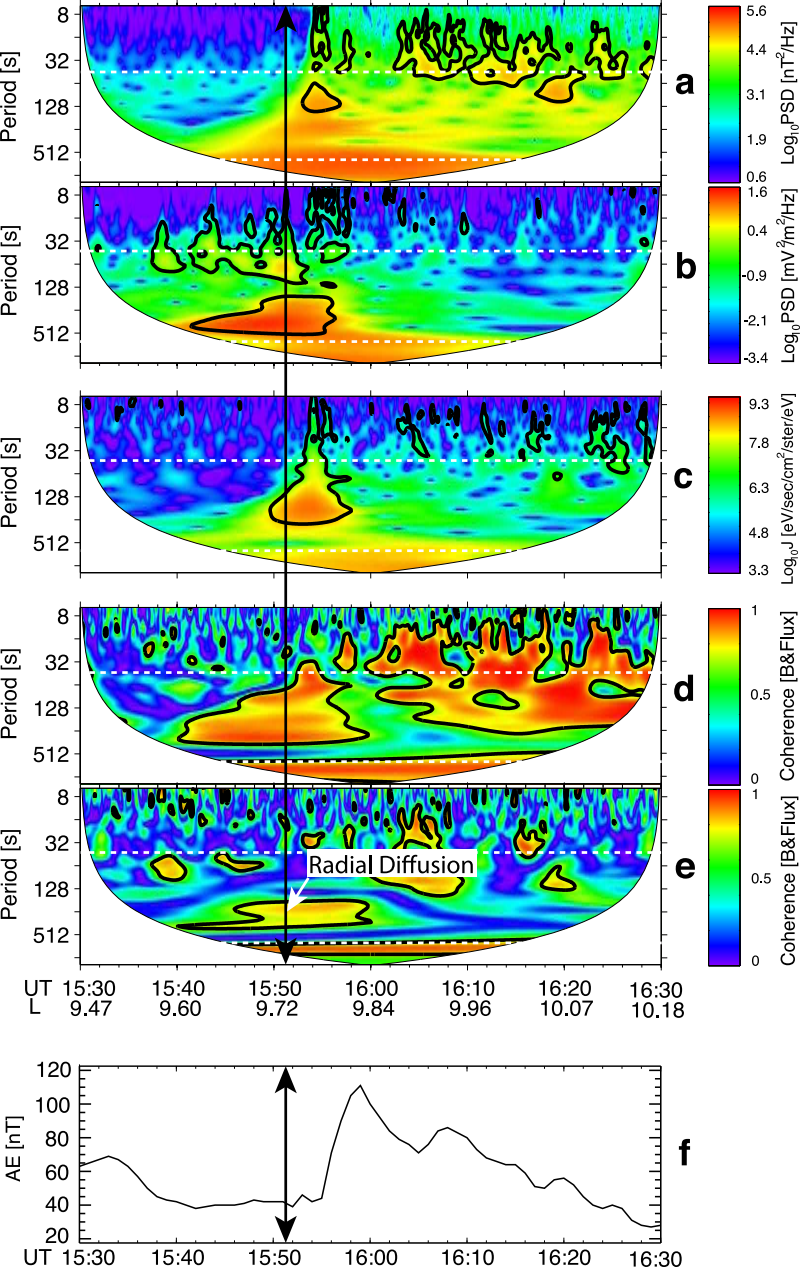 8
32
128
512
Period [s]
a
5.6
4.4
3.1
1.9
0.6
Log₁₀PSD [nT²/Hz]
8
32
128
512
Period [s]
b
1.6
0.4
-0.9
-2.1
-3.4
Log₁₀PSD [mV²/m²/Hz]
8
32
128
512
Period [s]
c
9.3
7.8
6.3
4.8
3.3
Log₁₀J [eV/sec/cm²/ster/eV]
8
32
128
512
Period [s]
d
1
0.5
0
Coherence [B&Flux]
8
32
128
512
Period [s]
Radial Diffusion
e
1
0.5
0
Coherence [B&Flux]
UT 15:30 15:40 15:50 16:00 16:10 16:20 16:30
L 9.47 9.60 9.72 9.84 9.96 10.07 10.18
120
100
80
60
40
20
AE [nT]
f
UT 15:30 15:40 15:50 16:00 16:10 16:20 16:30